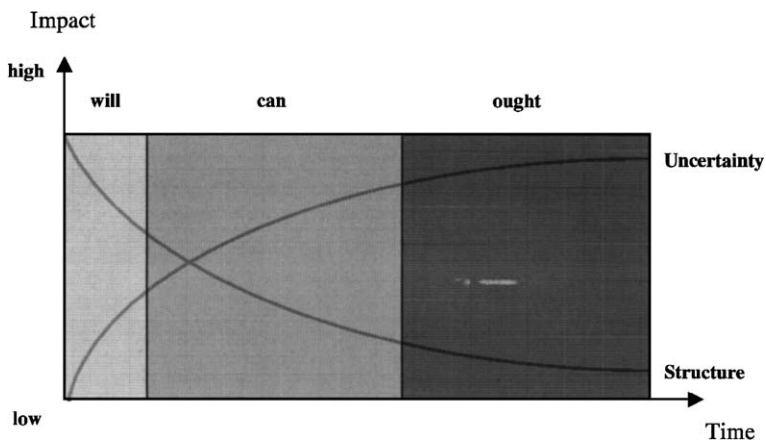 Impact
high
will can ought
Uncertainty
Structure
low
Time